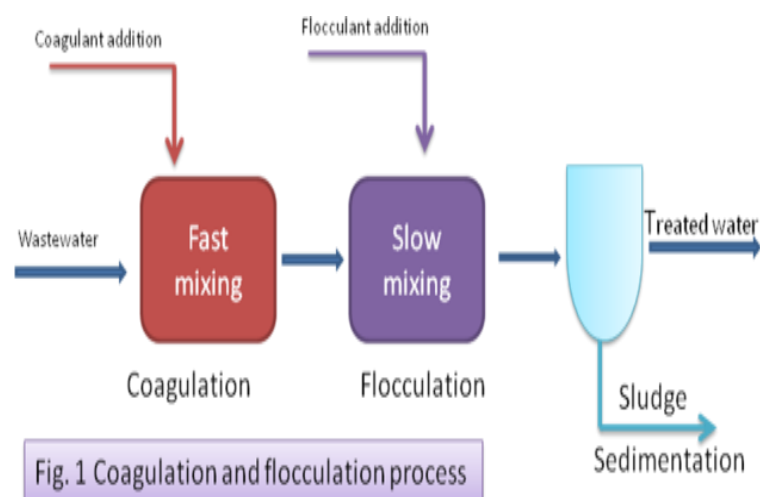 Coagulant addition
Flocculant addition
Wastewater
Fast
mixing
Slow
mixing
Treated water
Coagulation
Flocculation
Sludge
Sedimentation
Fig. 1 Coagulation and flocculation process